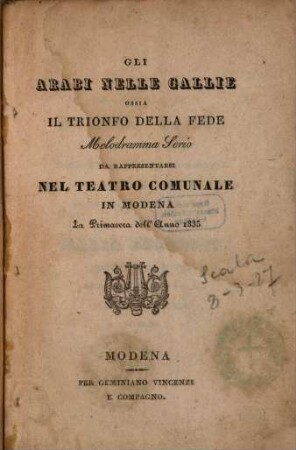 GLI
ARABI NELLE GALLIE
OSSIA
IL TRIONFO DELLA FEDE
Melodramma Serio
DA RAPPRESENTARSI
NEL TEATRO COMUNALE
IN MODENA
La Primavera dell'Anno 1835
Scala
MODENA
PER GEMINIANO VINCENZI
E COMPAGNO.